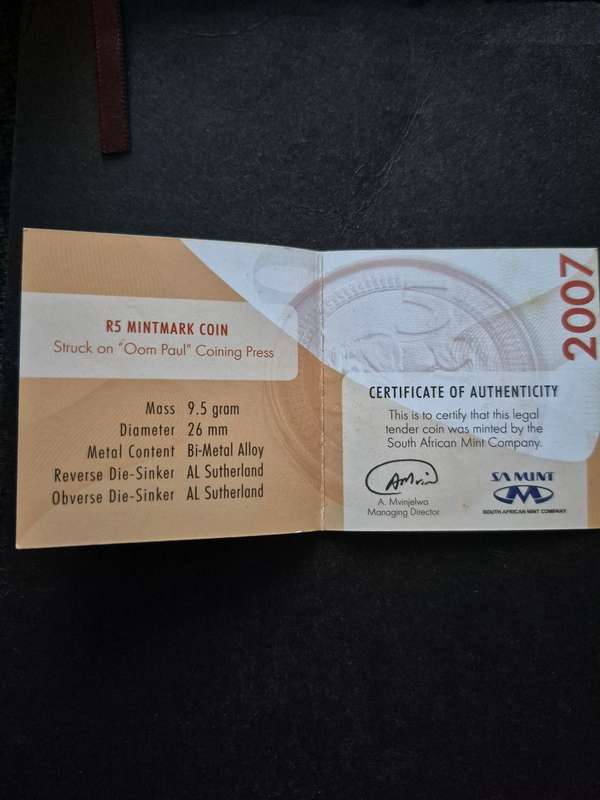 R5 MINTMARK COIN
Struck on "Oom Paul" Coining Press
Mass 9.5 gram
Diameter 26 mm
Metal Content Bi-Metal Alloy
Reverse Die-Sinker AL Sutherland
Obverse Die-Sinker AL Sutherland
2007
CERTIFICATE OF AUTHENTICITY
This is to certify that this legal
tender coin was minted by the
South African Mint Company.
A. Mvinjelwa
Managing Director
SA MINT
SOUTH AFRICAN MINT COMPANY